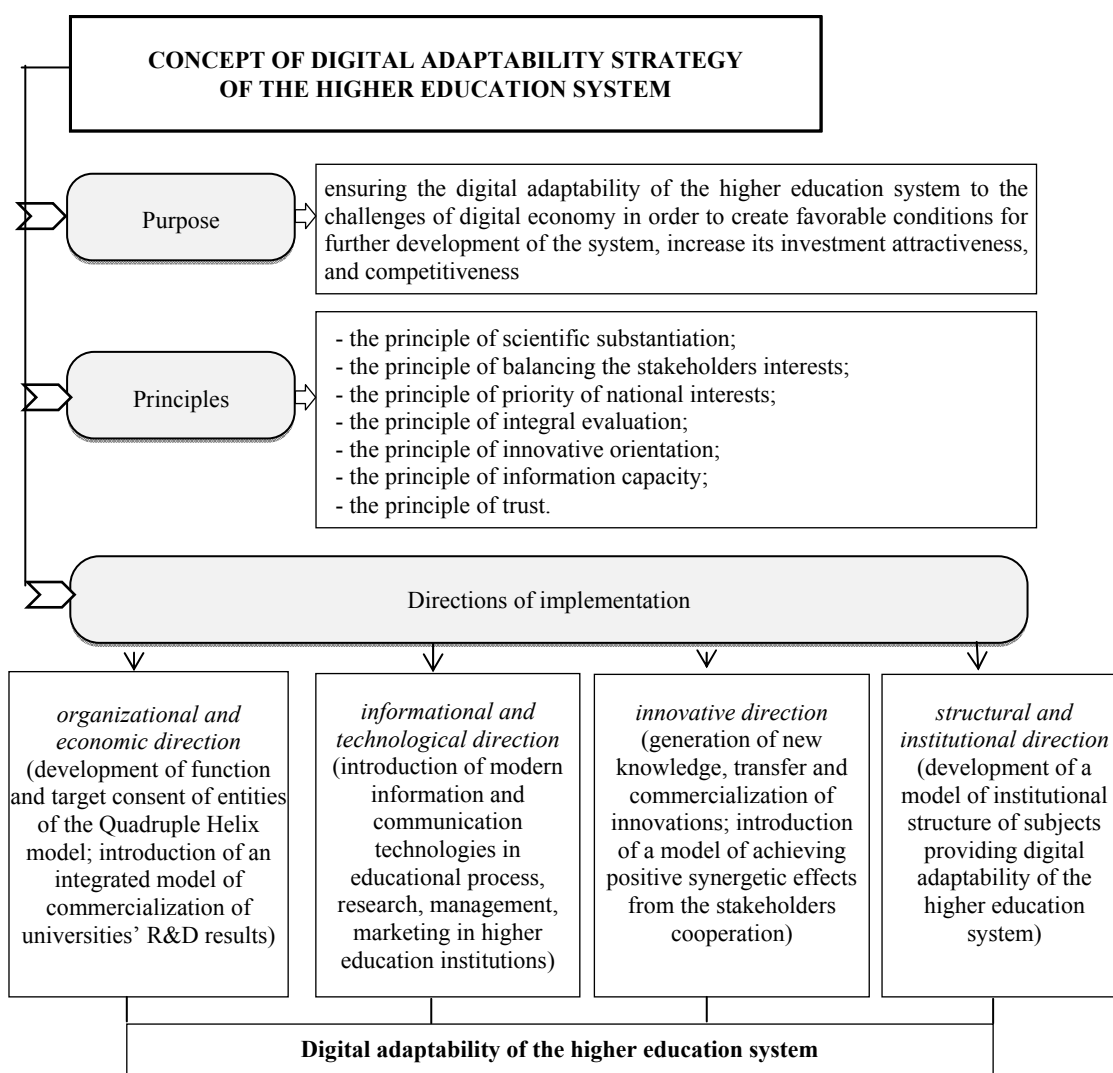 CONCEPT OF DIGITAL ADAPTABILITY STRATEGY
OF THE HIGHER EDUCATION SYSTEM
Purpose
ensuring the digital adaptability of the higher education system to the
challenges of digital economy in order to create favorable conditions for
further development of the system, increase its investment attractiveness,
and competitiveness
Principles
- the principle of scientific substantiation;
- the principle of balancing the stakeholders interests;
- the principle of priority of national interests;
- the principle of integral evaluation;
- the principle of innovative orientation;
- the principle of information capacity;
- the principle of trust.
Directions of implementation
organizational and
economic direction
(development of function
and target consent of entities
of the Quadruple Helix
model; introduction of an
integrated model of
commercialization of
universities’ R&D results)
informational and
technological direction
(introduction of modern
information and
communication
technologies in
educational process,
research, management,
marketing in higher
education institutions)
innovative direction
(generation of new
knowledge, transfer and
commercialization of
innovations; introduction
of a model of achieving
positive synergetic effects
from the stakeholders
cooperation)
structural and
institutional direction
(development of a
model of institutional
structure of subjects
providing digital
adaptability of the
higher education
system)
Digital adaptability of the higher education system